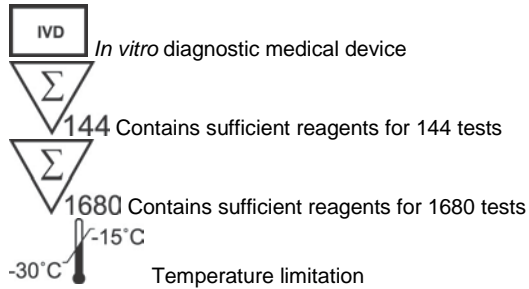 IVD
In vitro diagnostic medical device
Σ
144 Contains sufficient reagents for 144 tests
Σ
1680 Contains sufficient reagents for 1680 tests
-15°C
-30°C
Temperature limitation